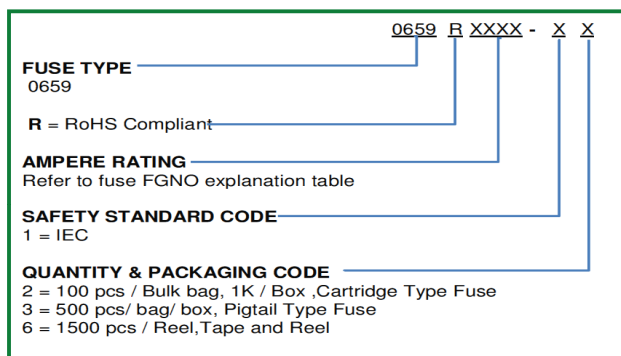 0659 R XXXX - X X
FUSE TYPE
0659
R = RoHS Compliant
AMPERE RATING
Refer to fuse FGNO explanation table
SAFETY STANDARD CODE
1 = IEC
QUANTITY & PACKAGING CODE
2 = 100 pcs / Bulk bag, 1K / Box ,Cartridge Type Fuse
3 = 500 pcs/ bag/ box, Pigtail Type Fuse
6 = 1500 pcs / Reel,Tape and Reel